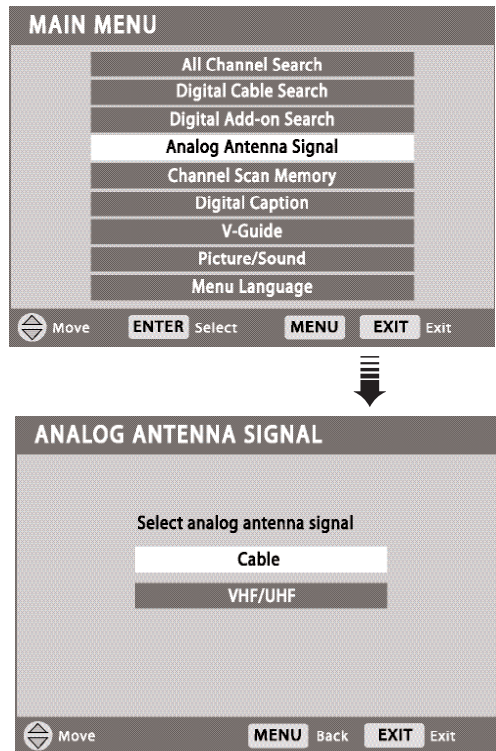 MAIN MENU
All Channel Search
Digital Cable Search
Digital Add-on Search
Analog Antenna Signal
Channel Scan Memory
Digital Caption
V-Guide
Picture/Sound
Menu Language
Move ENTER Select MENU EXIT Exit
ANALOG ANTENNA SIGNAL
Select analog antenna signal
Cable
VHF/UHF
Move MENU Back EXIT Exit